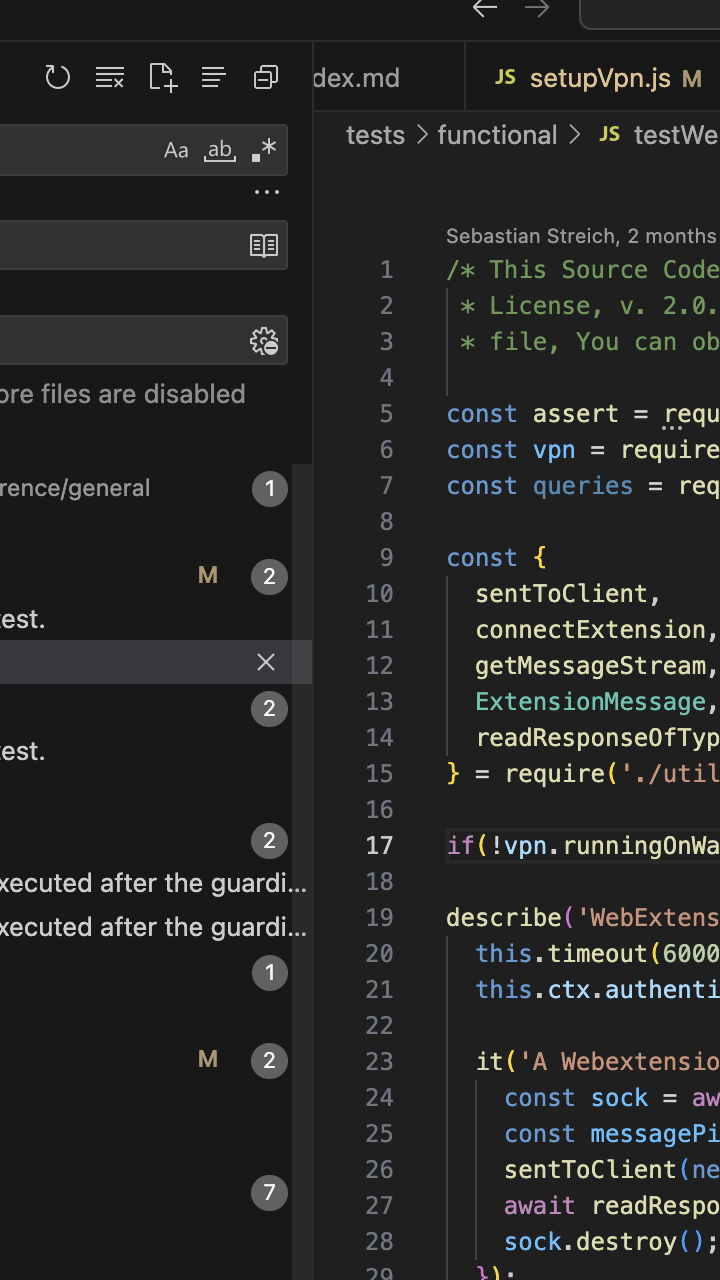 dex.md
JS setupVpn.js M
Aa ab .*
tests > functional > JS testWe
...
Sebastian Streich, 2 months
ore files are disabled
rence/general 1
M 2
est.
2
est.
2
xecuted after the guardi...
xecuted after the guardi...
1
M 2
7
1 /* This Source Code
2 * License, v. 2.0.
3 * file, You can ob
4
5 const assert = requ
6 const vpn = require
7 const queries = req
8
9 const {
10 sentToClient,
11 connectExtension,
12 getMessageStream,
13 ExtensionMessage,
14 readResponseOfTyp
15 } = require('./util
16
17 if(!vpn.runningOnWa
18
19 describe('WebExtens
20 this.timeout(6000
21 this.ctx.authenti
22
23 it('A Webextensio
24 const sock = aw
25 const messagePi
26 sentToClient(ne
27 await readRespo
28 sock.destroy();
29 });